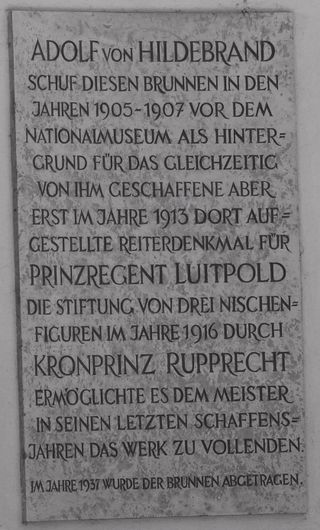 ADOLF VON HILDEBRAND
SCHUF DIESEN BRUNNEN IN DEN
JAHREN 1905-1907 VOR DEM
NATIONALMUSEUM ALS HINTER=
GRUND FÜR DAS GLEICHZEITIG
VON IHM GESCHAFFENE ABER
ERST IM JAHRE 1913 DORT AUF=
GESTELLTE REITERDENKMAL FÜR
PRINZREGENT LUITPOLD
DIE STIFTUNG VON DREI NISCHEN=
FIGUREN IM JAHRE 1916 DURCH
KRONPRINZ RUPPRECHT
ERMÖGLICHTE ES DEM MEISTER
IN SEINEN LETZTEN SCHAFFENS=
JAHREN DAS WERK ZU VOLLENDEN.
IM JAHRE 1937 WURDE DER BRUNNEN ABGETRAGEN.